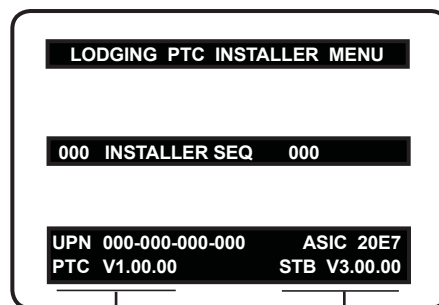 LODGING PTC INSTALLER MENU
000 INSTALLER SEQ 000
UPN 000-000-000-000 ASIC 20E7
PTC V1.00.00 STB V3.00.00